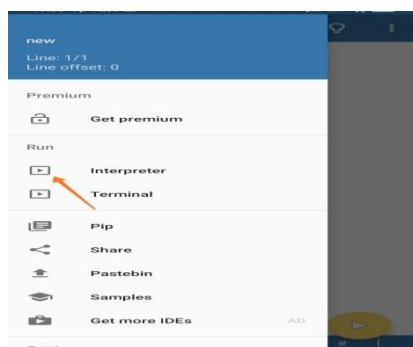 new
Line: 1/1
Line offset: 0
Premium
Get premium
Run
Interpreter
Terminal
Pip
Share
Pastebin
Samples
Get more IDEs AD
#